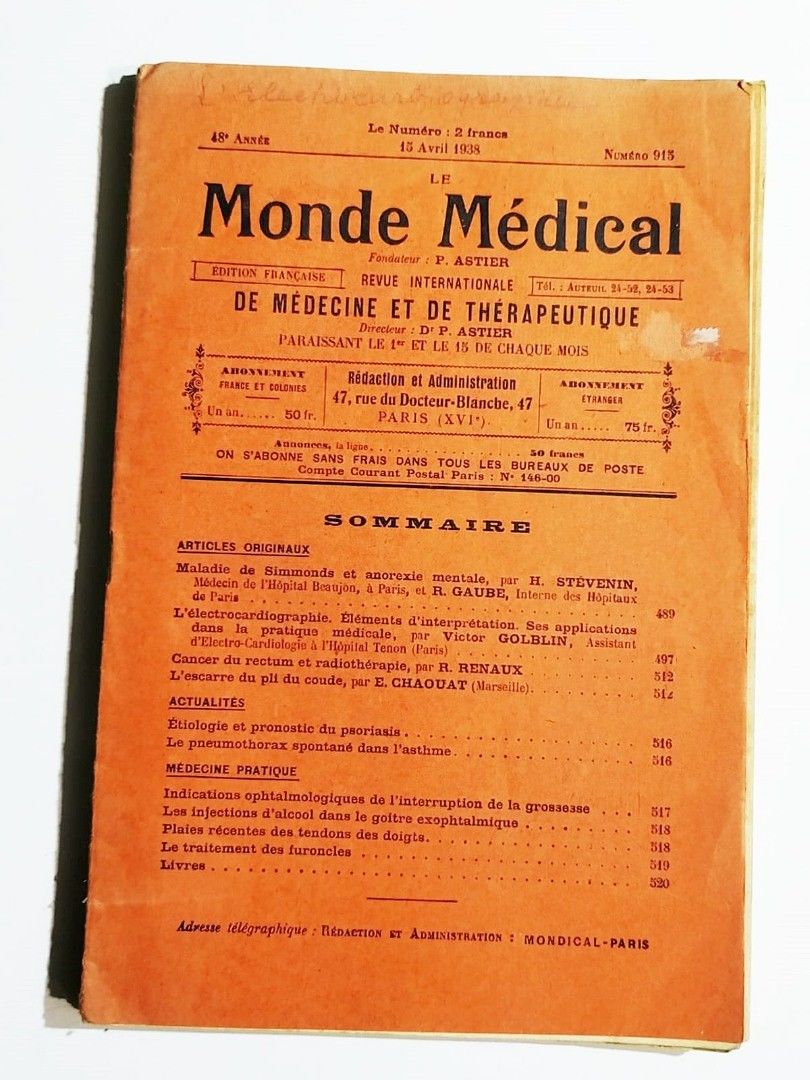 48e ANNÉE
Le Numéro : 2 francs
15 Avril 1938
NUMÉRO 915
LE
Monde Médical
Fondateur : P. ASTIER
ÉDITION FRANÇAISE
REVUE INTERNATIONALE
Tél. : AUTEUIL 24-52, 24-53
DE MÉDECINE ET DE THÉRAPEUTIQUE
Directeur : Dr P. ASTIER
PARAISSANT LE 1er ET LE 15 DE CHAQUE MOIS
ABONNEMENT
FRANCE ET COLONIES
Un an...... 50 fr.
Rédaction et Administration
47, rue du Docteur-Blanche, 47
PARIS (XVIe).
ABONNEMENT
ÉTRANGER
Un an ..... 75 fr.
Annonces, la ligne. . . . . . . . . . . . . . . . 50 francs
ON S'ABONNE SANS FRAIS DANS TOUS LES BUREAUX DE POSTE
Compte Courant Postal Paris : No 146-00
SOMMAIRE
ARTICLES ORIGINAUX
Maladie de Simmonds et anorexie mentale, par H. STÉVENIN,
Médecin de l'Hôpital Beaujon, à Paris, et R. GAUBE, Interne des Hôpitaux
de Paris . . . . . . . . . . . . . . . . 489
L'électrocardiographie. Éléments d'interprétation. Ses applications
dans la pratique médicale, par Victor GOLBLIN, Assistant
d'Electro-Cardiologie à l'Hôpital Tenon (Paris) . . . . . . . . . 497
Cancer du rectum et radiothérapie, par R. RENAUX . . . . . . . 512
L'escarre du pli du coude, par E. CHAOUAT (Marseille). . . . . . . 512
ACTUALITÉS
Étiologie et pronostic du psoriasis . . . . . . . . . . . . 516
Le pneumothorax spontané dans l'asthme . . . . . . . . . . 516
MÉDECINE PRATIQUE
Indications ophtalmologiques de l'interruption de la grossesse . . . 517
Les injections d'alcool dans le goitre exophtalmique . . . . . . . 518
Plaies récentes des tendons des doigts. . . . . . . . . . . . 518
Le traitement des furoncles . . . . . . . . . . . . . . . 519
Livres . . . . . . . . . . . . . . . . . . . . . . . 520
Adresse télégraphique : RÉDACTION ET ADMINISTRATION : MONDICAL-PARIS